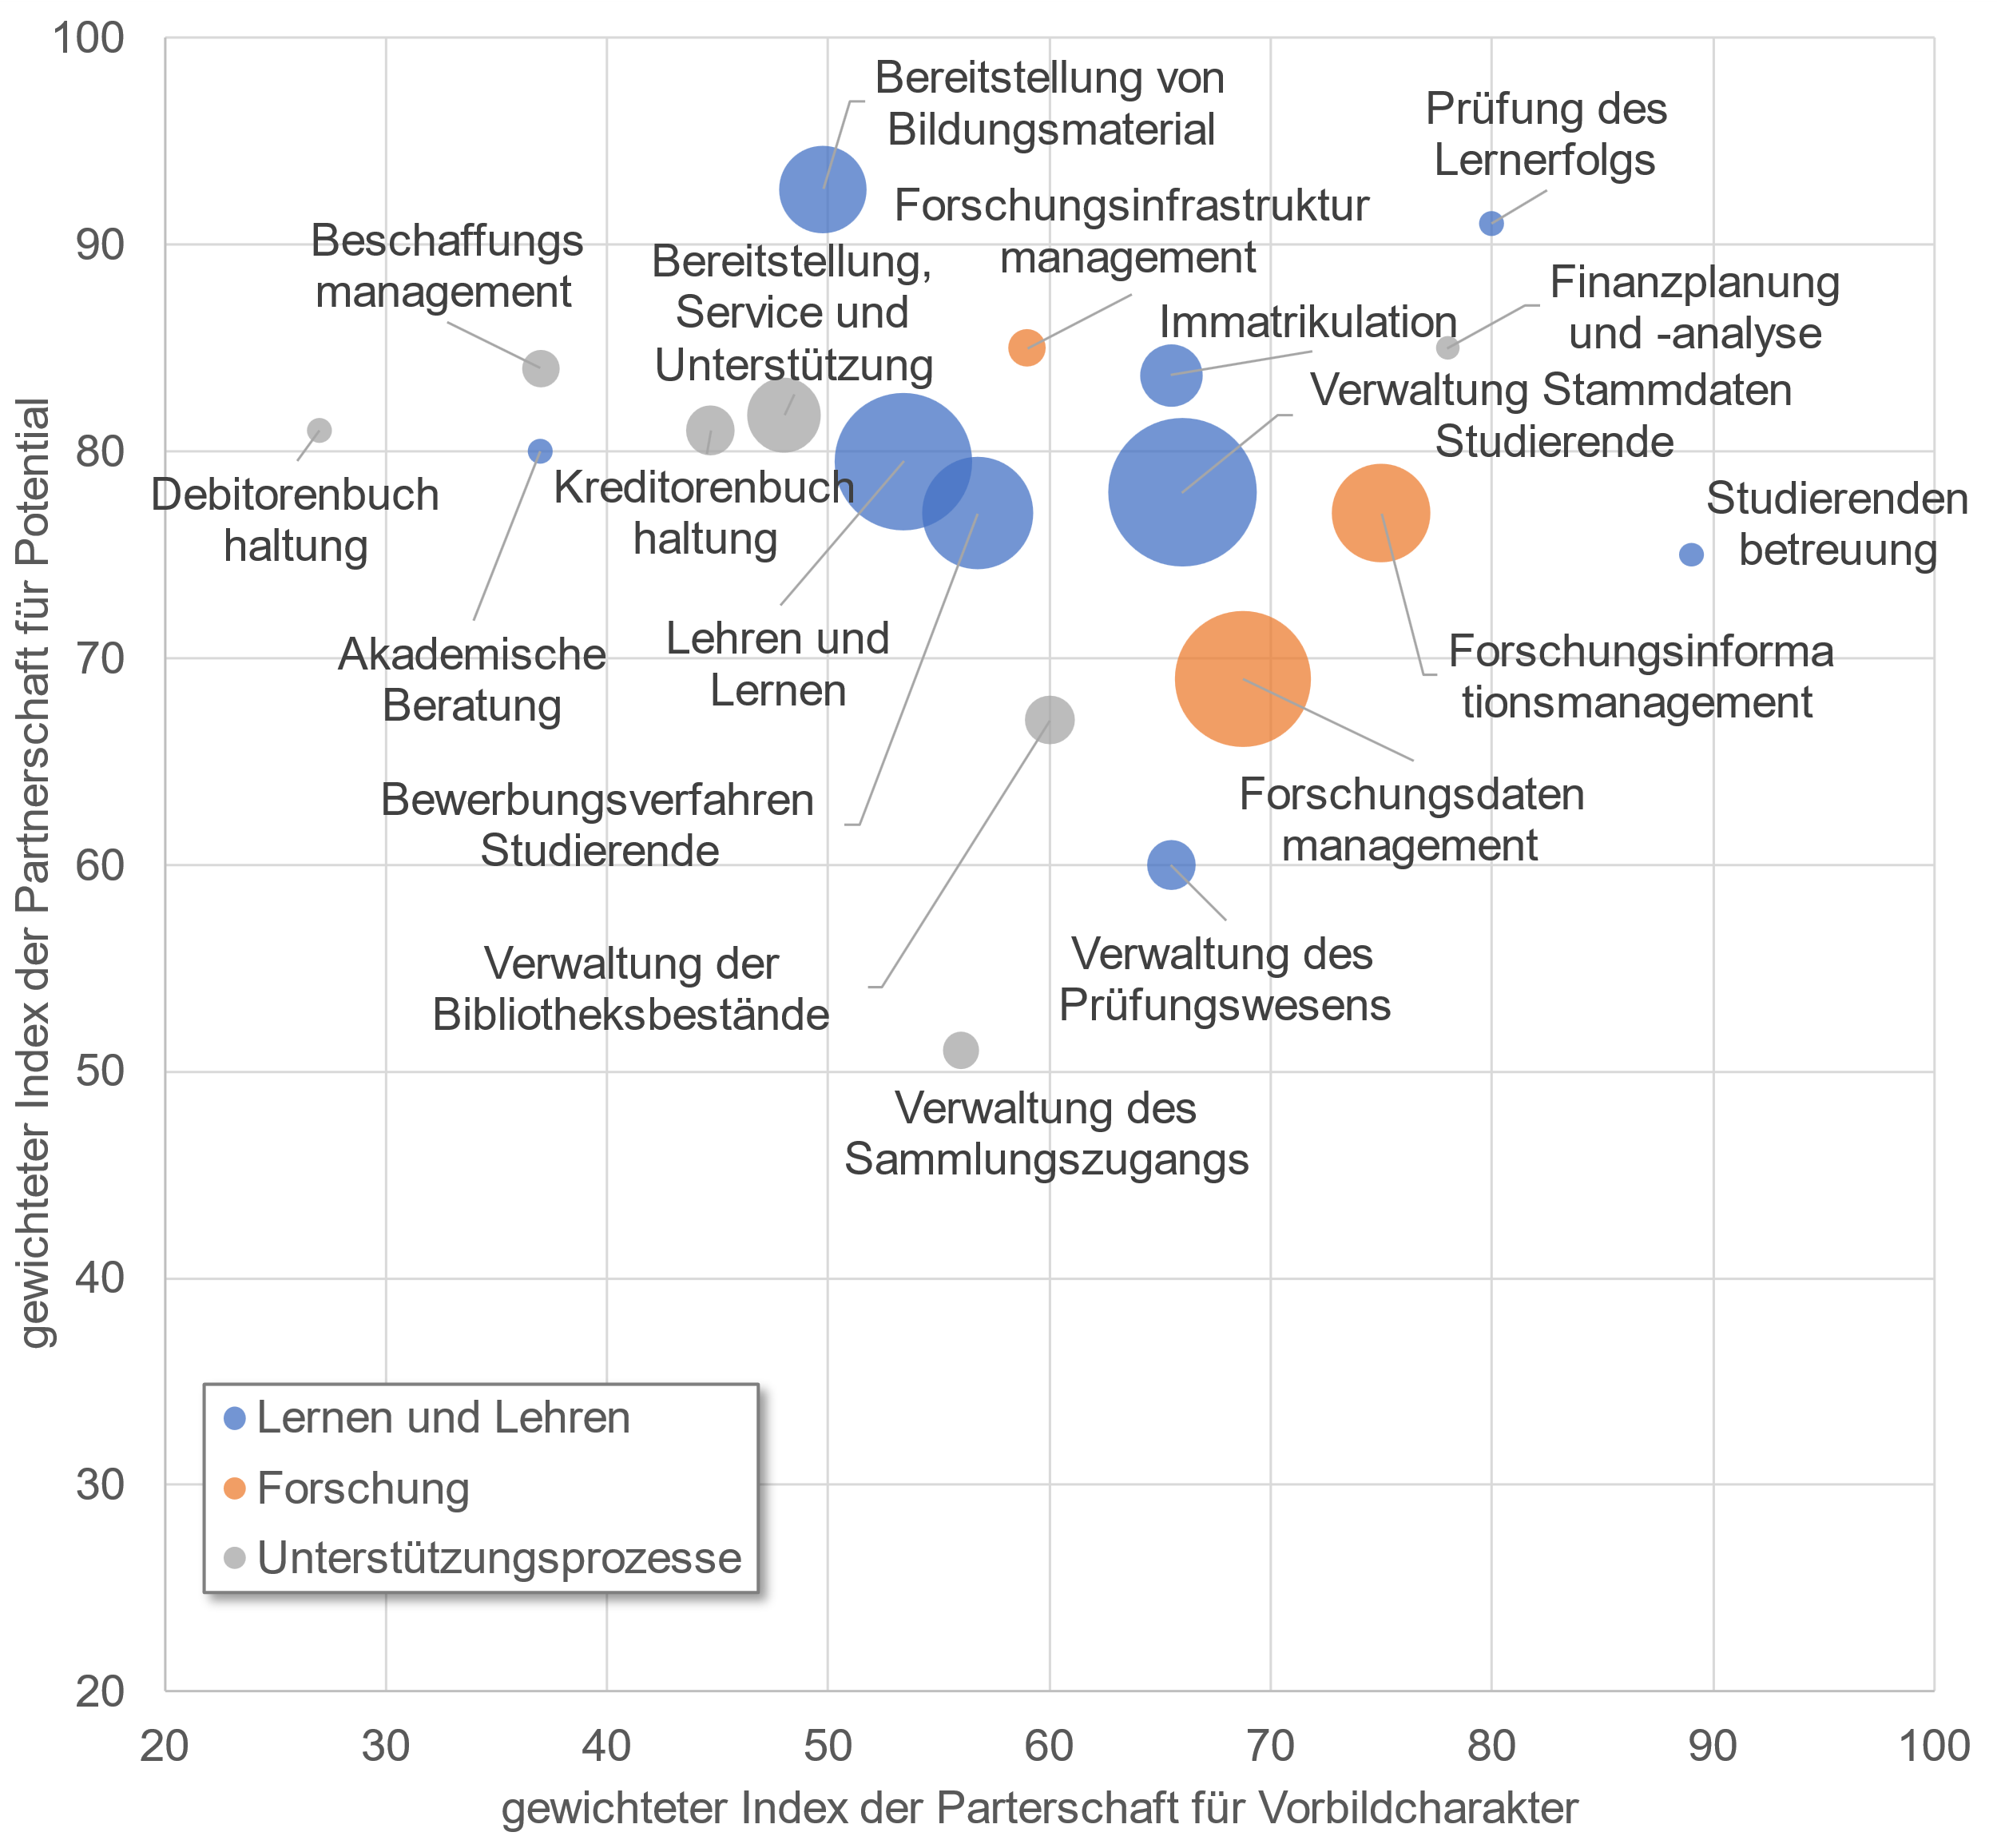 100
90
80
70
60
50
40
30
20
gewichteter Index der Partnerschaft für Potential
Bereitstellung von
Bildungsmaterial
Prüfung des
Lernerfolgs
Forschungsinfrastruktur
management
Beschaffungs
management
Bereitstellung,
Service und
Unterstützung
Finanzplanung
und -analyse
Immatrikulation
Verwaltung Stammdaten
Studierende
Debitorenbuch
haltung
Kreditorenbuch
haltung
Studierenden
betreuung
Akademische
Beratung
Lehren und
Lernen
Forschungsinforma
tionsmanagement
Bewerbungsverfahren
Studierende
Forschungsdaten
management
Verwaltung der
Bibliotheksbestände
Verwaltung des
Prüfungswesens
Verwaltung des
Sammlungszugangs
Lernen und Lehren
Forschung
Unterstützungsprozesse
20 30 40 50 60 70 80 90 100
gewichteter Index der Parterschaft für Vorbildcharakter